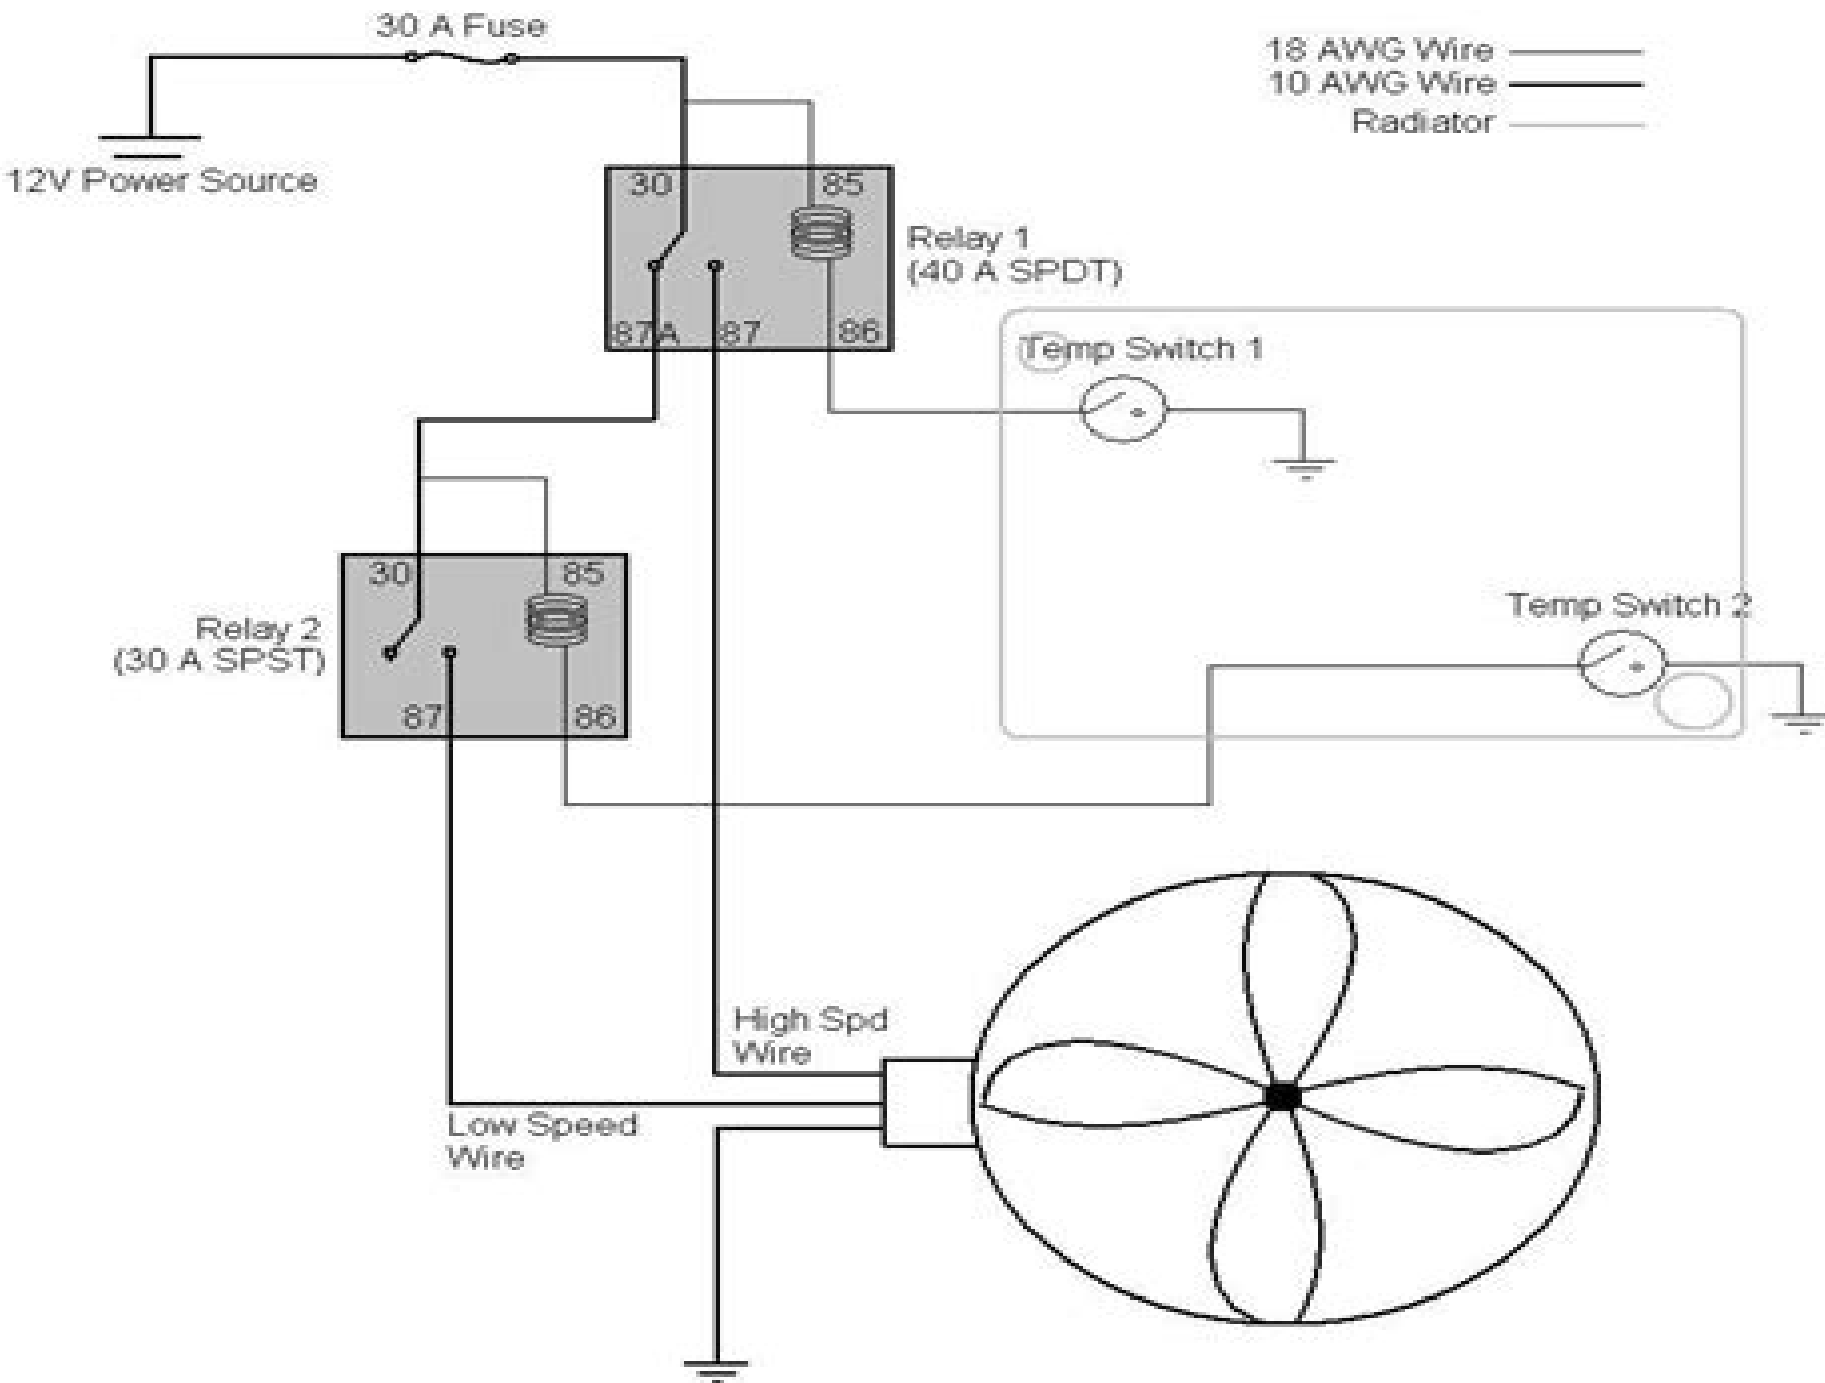 30 A Fuse
18 AWG Wire
10 AWG Wire
Radiator
12V Power Source
30
85
Relay 1
(40 A SPDT)
87A
87
86
Temp Switch 1
30
85
Relay 2
(30 A SPST)
87
86
Temp Switch 2
High Spd
Wire
Low Speed
Wire